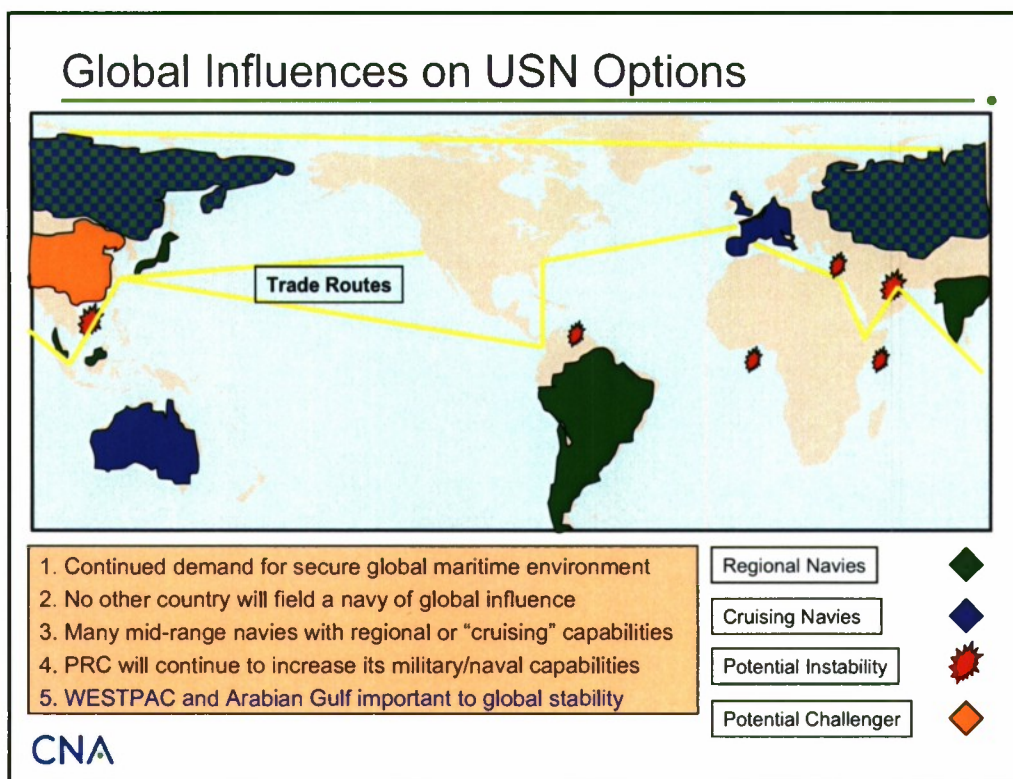 Global Influences on USN Options
Trade Routes
1. Continued demand for secure global maritime environment
2. No other country will field a navy of global influence
3. Many mid-range navies with regional or “cruising” capabilities
4. PRC will continue to increase its military/naval capabilities
5. WESTPAC and Arabian Gulf important to global stability
Regional Navies
Cruising Navies
Potential Instability
Potential Challenger
CNA